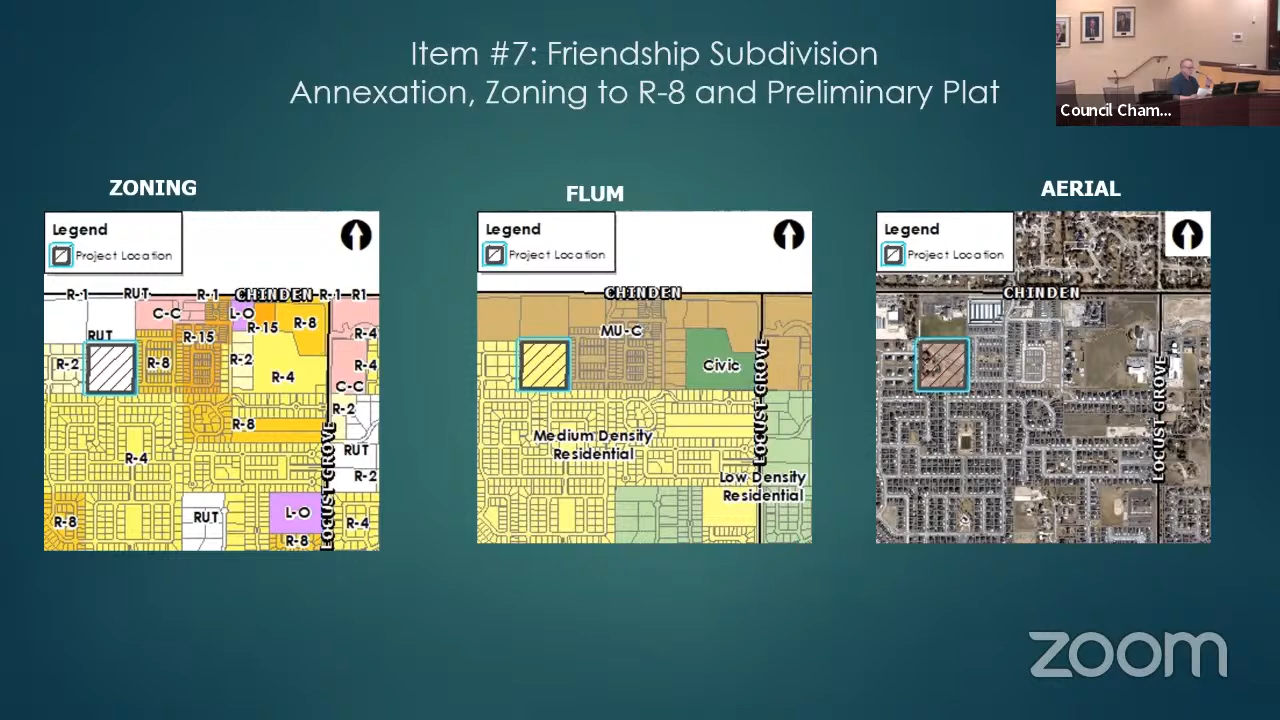 Item #7: Friendship Subdivision
Annexation, Zoning to R-8 and Preliminary Plat
Council Cham...
ZONING
Legend
Project Location
R-1
RUT
R-1
CHINDEN
R-1
R1
C-C
L-O
R-15
R-8
RUT
R-15
R-4
R-2
R-8
R-2
R-4
R-4
C-C
R-2
R-8
RUT
R-4
R-2
LOCUST GROVE
R-8
RUT
L-O
R-4
R-8
FLUM
Legend
Project Location
CHINDEN
MU-C
Civic
LOCUST GROVE
Medium Density
Residential
Low Density
Residential
AERIAL
Legend
Project Location
CHINDEN
LOCUST GROVE
zoom